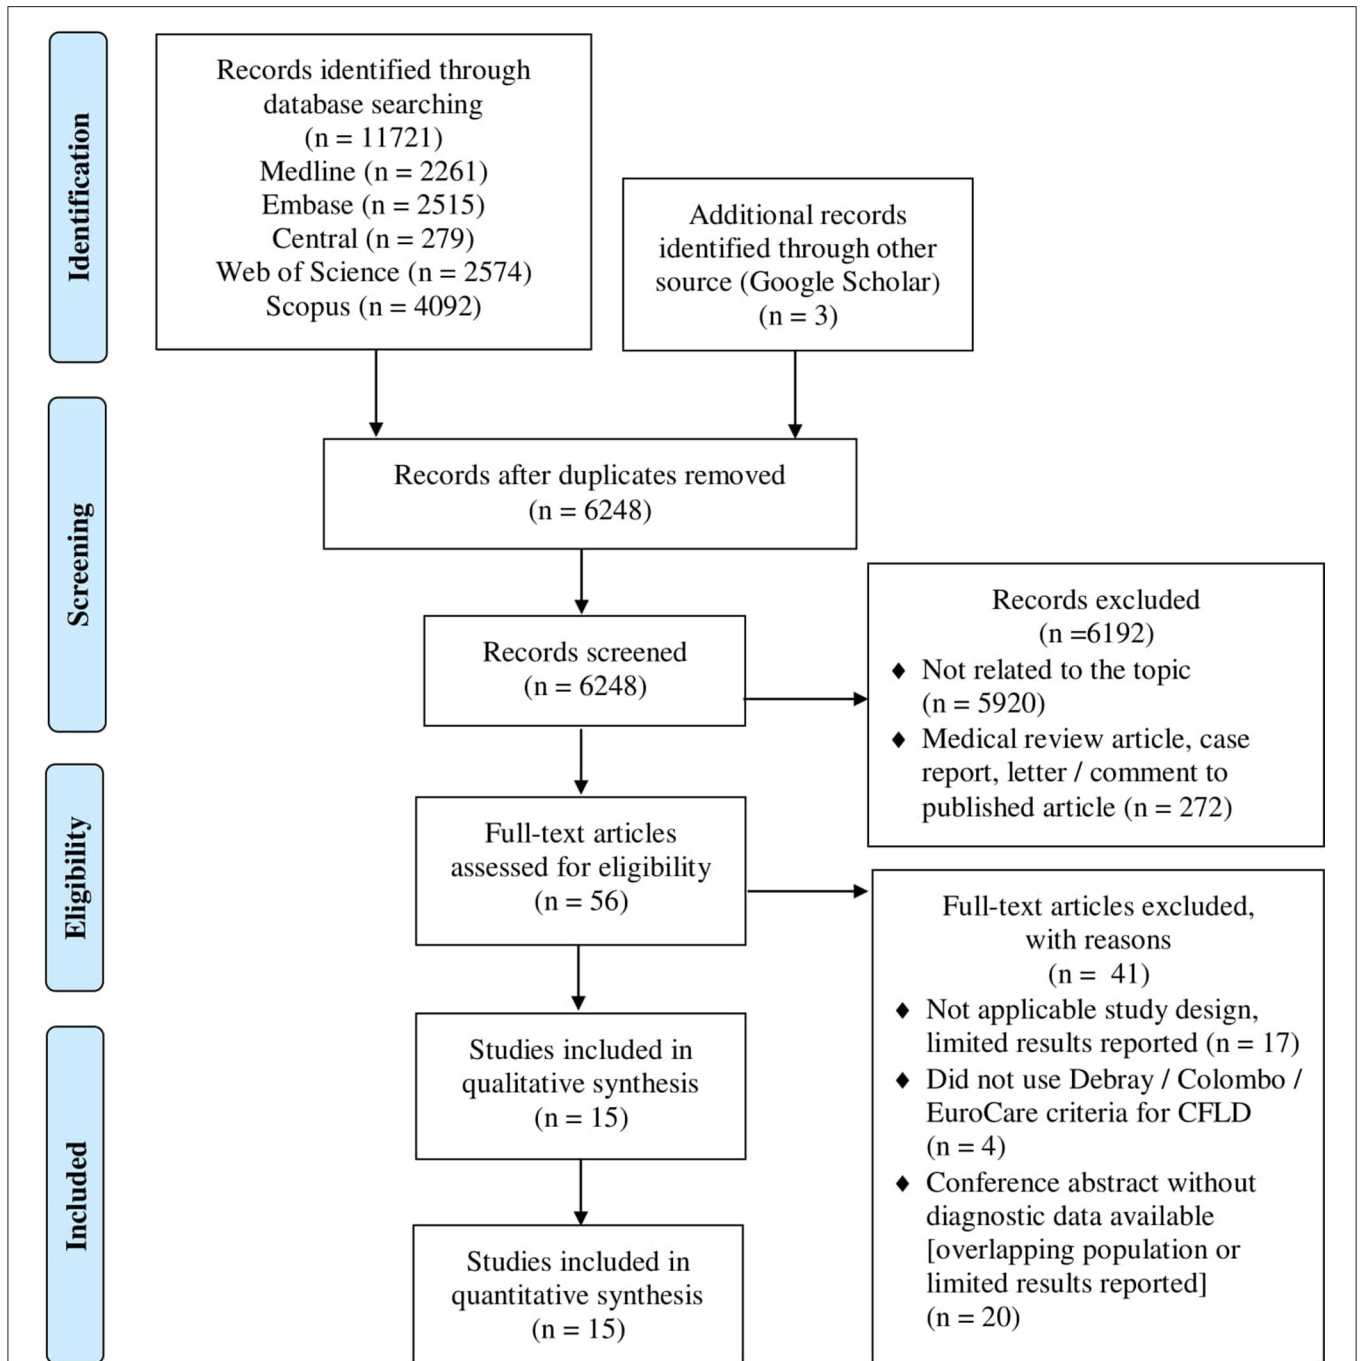 Identification
Records identified through
database searching
(n = 11721)
Medline (n = 2261)
Embase (n = 2515)
Central (n = 279)
Web of Science (n = 2574)
Scopus (n = 4092)
Additional records
identified through other
source (Google Scholar)
(n = 3)
Screening
Records after duplicates removed
(n = 6248)
Records screened
(n = 6248)
Records excluded
(n =6192)
♦ Not related to the topic
(n = 5920)
♦ Medical review article, case
report, letter / comment to
published article (n = 272)
Eligibility
Full-text articles
assessed for eligibility
(n = 56)
Full-text articles excluded,
with reasons
(n =  41)
♦ Not applicable study design,
limited results reported (n = 17)
♦ Did not use Debray / Colombo /
EuroCare criteria for CFLD
(n = 4)
♦ Conference abstract without
diagnostic data available
[overlapping population or
limited results reported]
(n = 20)
Included
Studies included in
qualitative synthesis
(n = 15)
Studies included in
quantitative synthesis
(n = 15)